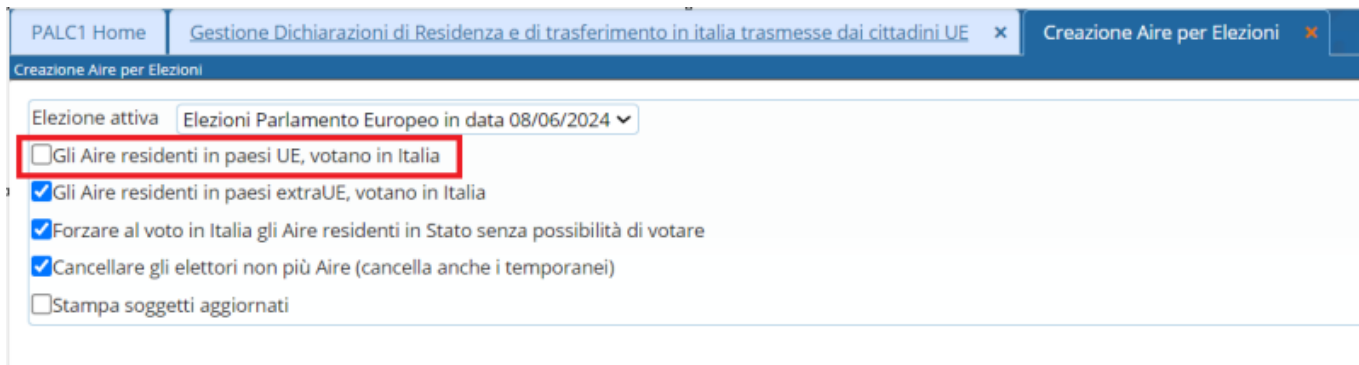 PALC1 Home Gestione Dichiarazioni di Residenza e di trasferimento in italia trasmesse dai cittadini UE × Creazione Aire per Elezioni ×
Creazione Aire per Elezioni
Elezione attiva Elezioni Parlamento Europeo in data 08/06/2024
Gli Aire residenti in paesi UE, votano in Italia
Gli Aire residenti in paesi extraUE, votano in Italia
Forzare al voto in Italia gli Aire residenti in Stato senza possibilità di votare
Cancellare gli elettori non più Aire (cancella anche i temporanei)
Stampa soggetti aggiornati